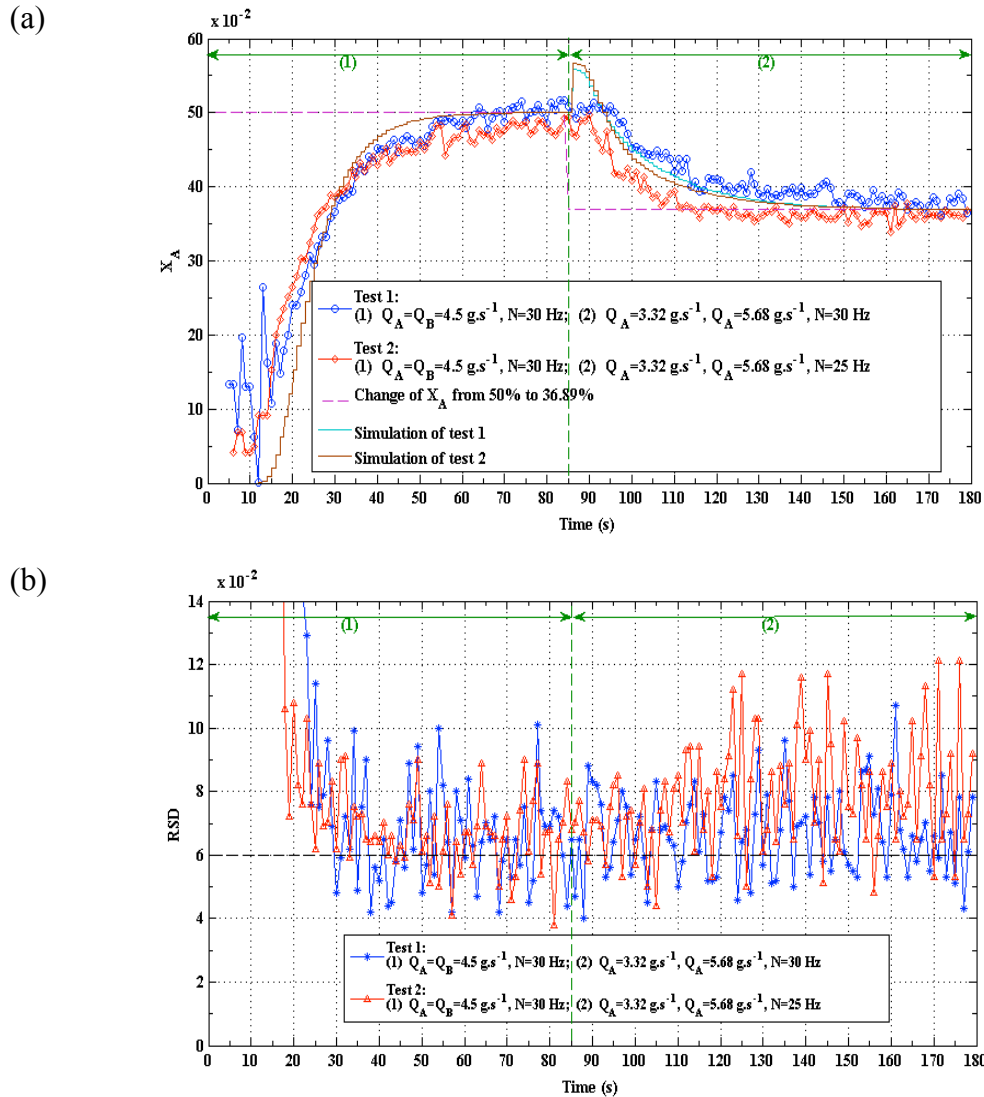 (a)
x 10⁻²
60
50
40
30
20
10
0
X_A
(1)
(2)
Test 1:
(1) Q_A=Q_B=4.5 g.s⁻¹, N=30 Hz; (2) Q_A=3.32 g.s⁻¹, Q_A=5.68 g.s⁻¹, N=30 Hz
Test 2:
(1) Q_A=Q_B=4.5 g.s⁻¹, N=30 Hz; (2) Q_A=3.32 g.s⁻¹, Q_A=5.68 g.s⁻¹, N=25 Hz
Change of X_A from 50% to 36.89%
Simulation of test 1
Simulation of test 2
0 10 20 30 40 50 60 70 80 90 100 110 120 130 140 150 160 170 180
Time (s)
(b)
x 10⁻²
14
12
10
8
6
4
2
0
RSD
(1)
(2)
Test 1:
(1) Q_A=Q_B=4.5 g.s⁻¹, N=30 Hz; (2) Q_A=3.32 g.s⁻¹, Q_A=5.68 g.s⁻¹, N=30 Hz
Test 2:
(1) Q_A=Q_B=4.5 g.s⁻¹, N=30 Hz; (2) Q_A=3.32 g.s⁻¹, Q_A=5.68 g.s⁻¹, N=25 Hz
0 10 20 30 40 50 60 70 80 90 100 110 120 130 140 150 160 170 180
Time (s)